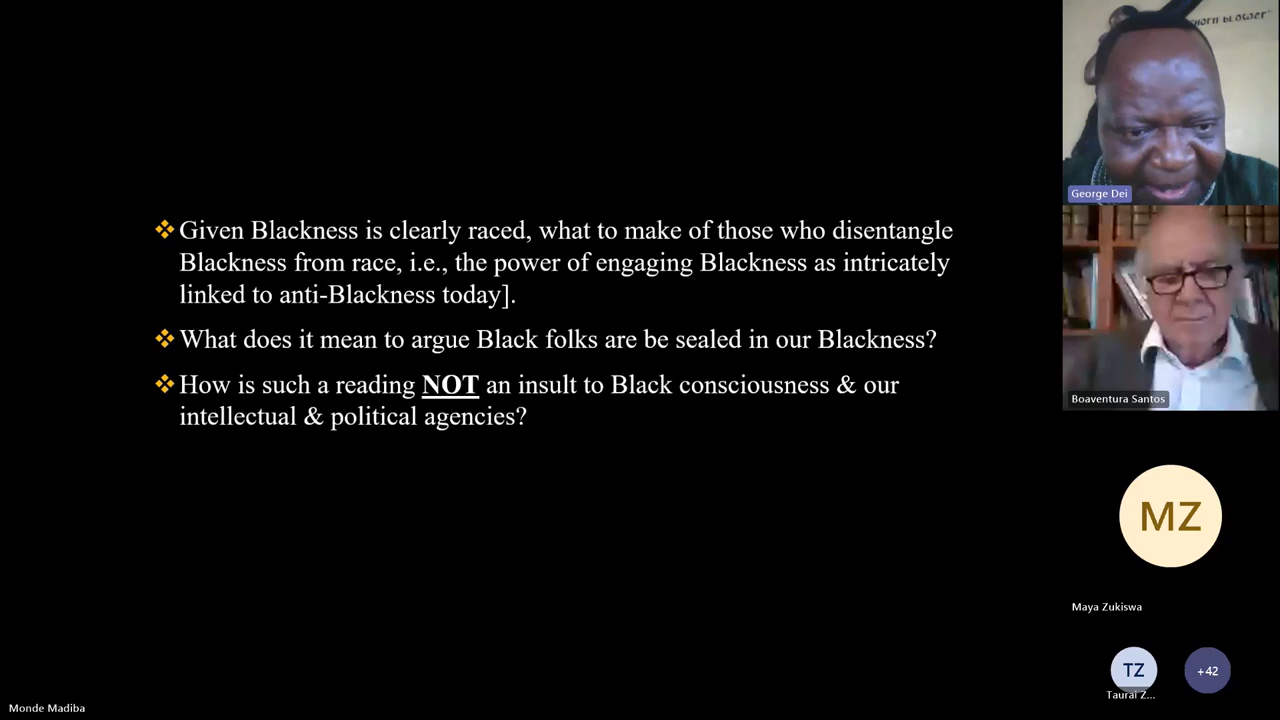 ❖ Given Blackness is clearly raced, what to make of those who disentangle
Blackness from race, i.e., the power of engaging Blackness as intricately
linked to anti-Blackness today].
❖ What does it mean to argue Black folks are be sealed in our Blackness?
❖ How is such a reading NOT an insult to Black consciousness & our
intellectual & political agencies?
HORN BLOWER"
George Dei
Boaventura Santos
MZ
Maya Zukiswa
TZ
+42
Taurai Z...
Monde Madiba